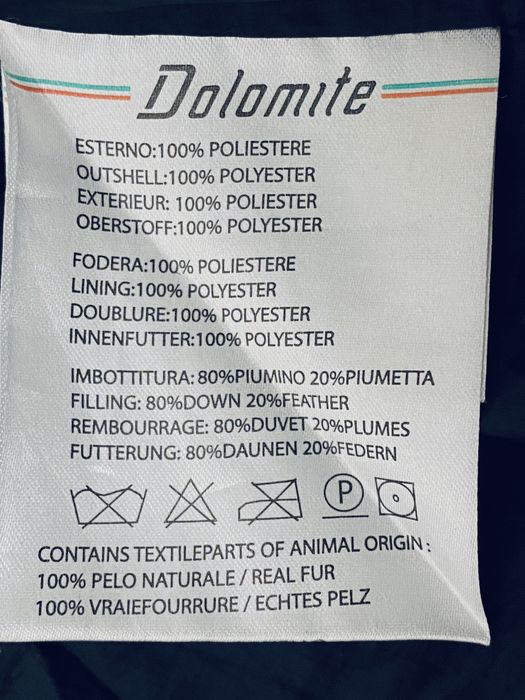 Dolomite
ESTERNO:100% POLIESTERE
OUTSHELL:100% POLYESTER
EXTERIEUR: 100% POLYESTER
OBERSTOFF:100% POLYESTER
FODERA:100% POLIESTERE
LINING:100% POLYESTER
DOUBLURE:100% POLYESTER
INNENFUTTER:100% POLYESTER
IMBOTTITURA: 80%PIUMINO 20%PIUMETTA
FILLING: 80%DOWN 20%FEATHER
REMBOURRAGE: 80%DUVET 20%PLUMES
FUTTERUNG: 80%DAUNEN 20%FEDERN
P
CONTAINS TEXTILEPARTS OF ANIMAL ORIGIN :
100% PELO NATURALE / REAL FUR
100% VRAIEFOURRURE / ECHTES PELZ